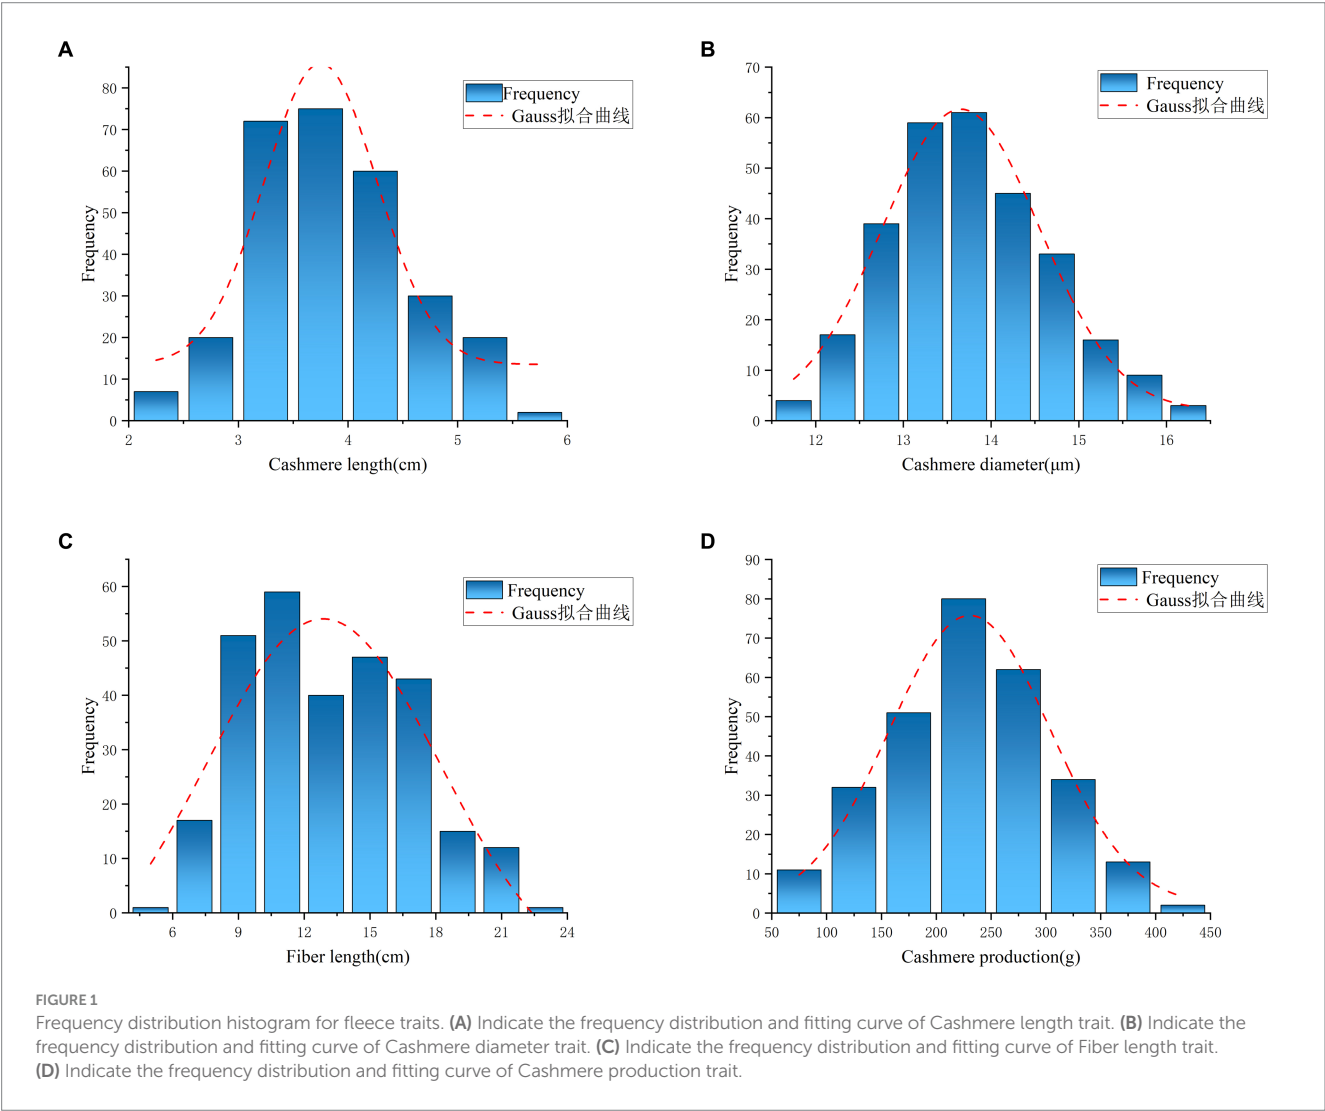 A
Frequency
80
70
60
50
40
30
20
10
0
2 3 4 5 6
Cashmere length(cm)
Frequency
Gauss拟合曲线
B
Frequency
70
60
50
40
30
20
10
0
12 13 14 15 16
Cashmere diameter(μm)
Frequency
Gauss拟合曲线
C
Frequency
60
50
40
30
20
10
0
6 9 12 15 18 21 24
Fiber length(cm)
Frequency
Gauss拟合曲线
D
Frequency
90
80
70
60
50
40
30
20
10
0
50 100 150 200 250 300 350 400 450
Cashmere production(g)
Frequency
Gauss拟合曲线
FIGURE 1
Frequency distribution histogram for fleece traits. (A) Indicate the frequency distribution and fitting curve of Cashmere length trait. (B) Indicate the
frequency distribution and fitting curve of Cashmere diameter trait. (C) Indicate the frequency distribution and fitting curve of Fiber length trait.
(D) Indicate the frequency distribution and fitting curve of Cashmere production trait.